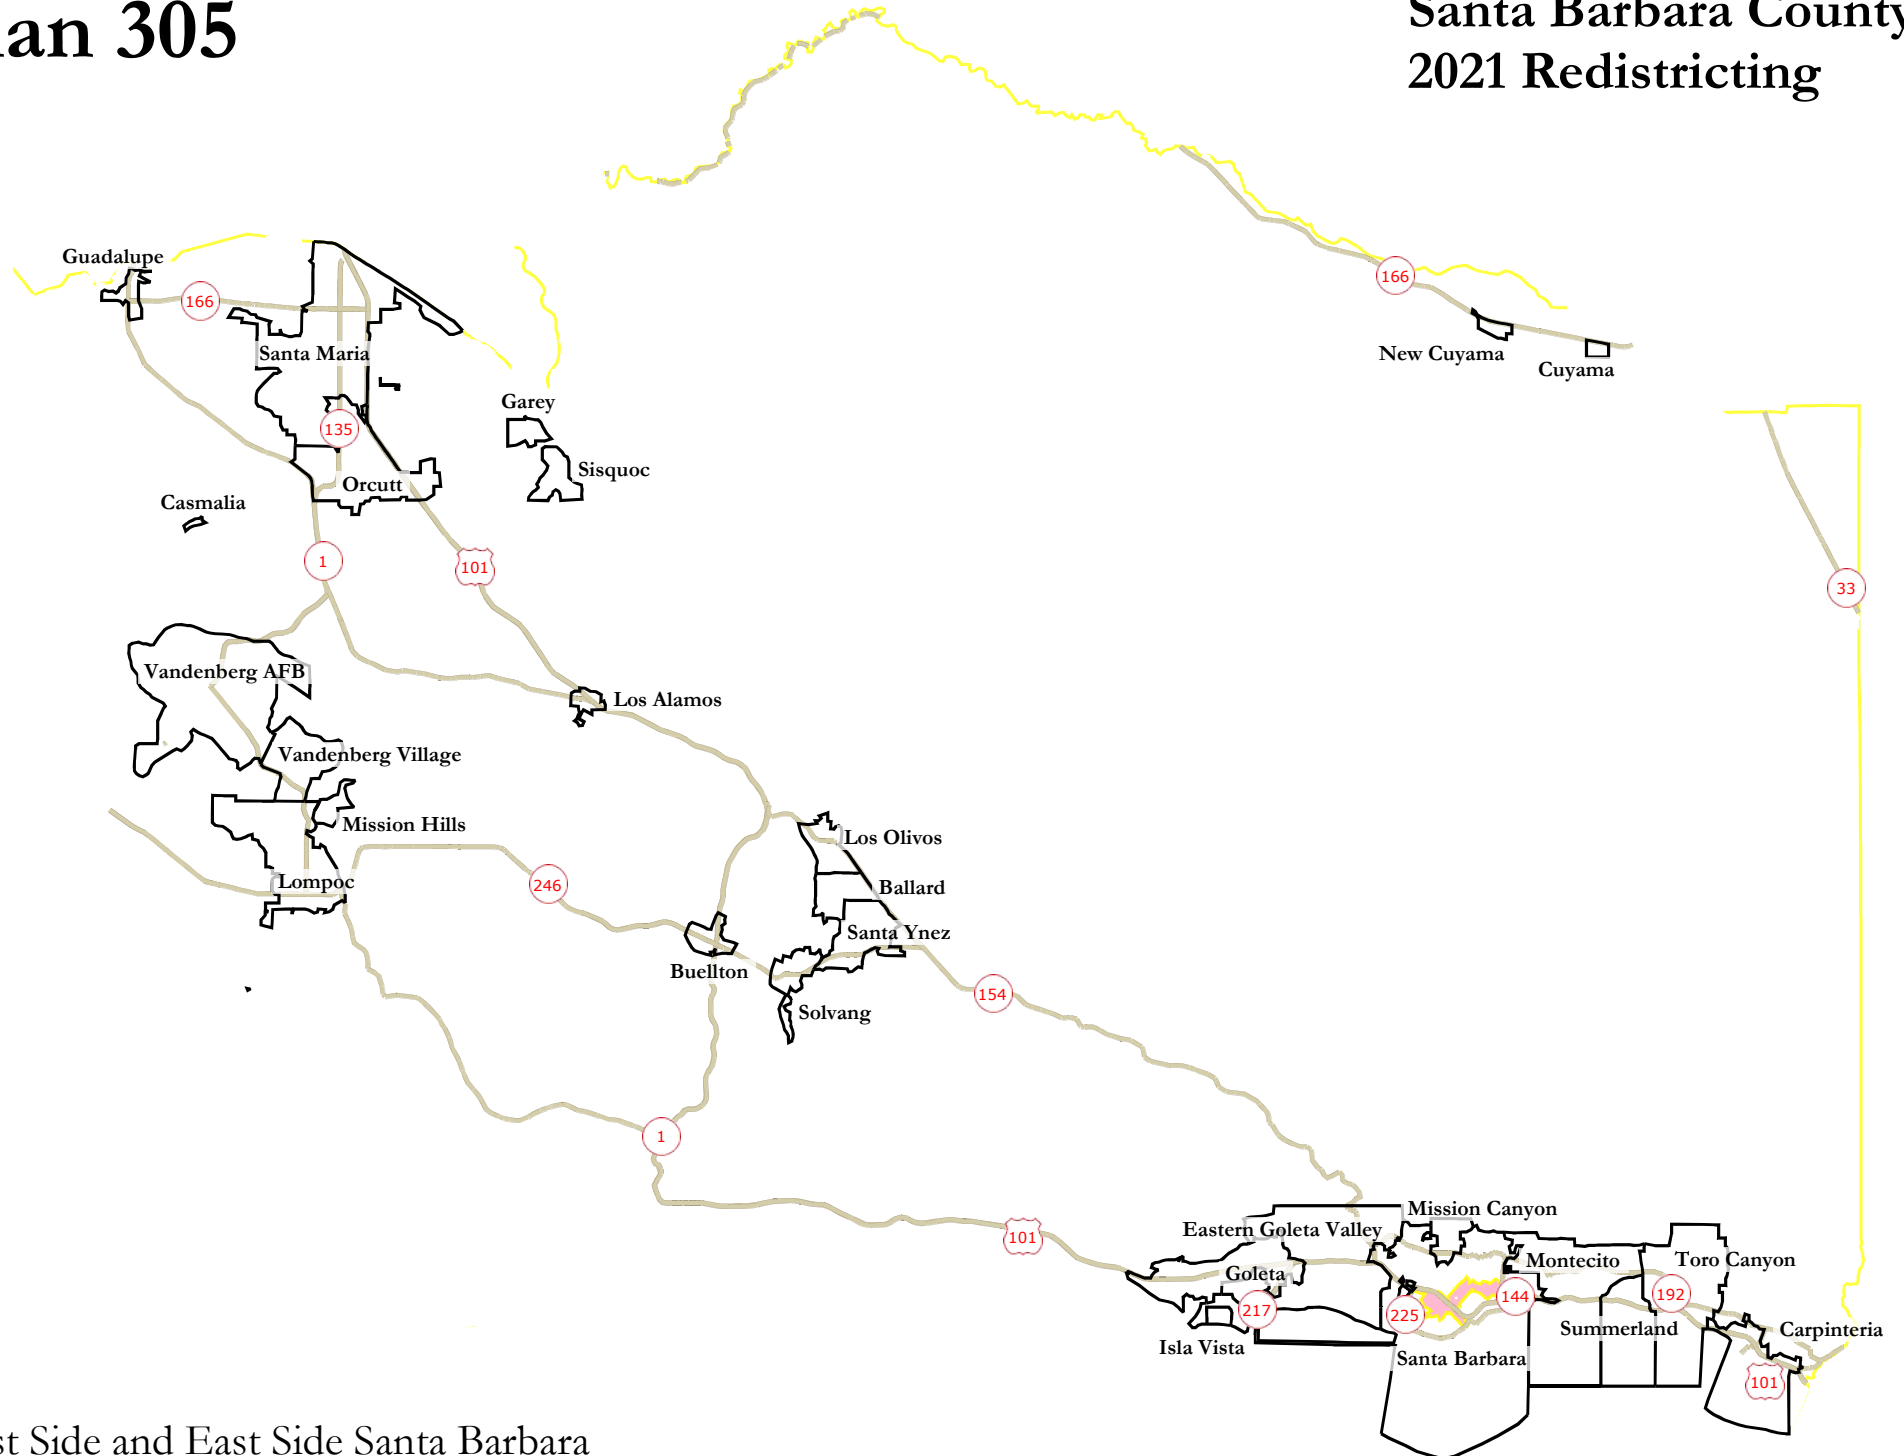 an 305
Santa Barbara County
2021 Redistricting
Guadalupe
166
Santa Maria
135
Orcutt
Casmalia
Garey
Sisquoc
166
New Cuyama
Cuyama
33
1
101
Vandenberg AFB
Los Alamos
Vandenberg Village
Mission Hills
Lompoc
246
Los Olivos
Ballard
Santa Ynez
Buellton
Solvang
154
1
101
Mission Canyon
Eastern Goleta Valley
Montecito
Toro Canyon
Goleta
217
225
144
192
Isla Vista
Santa Barbara
Summerland
Carpinteria
101
st Side and East Side Santa Barbara